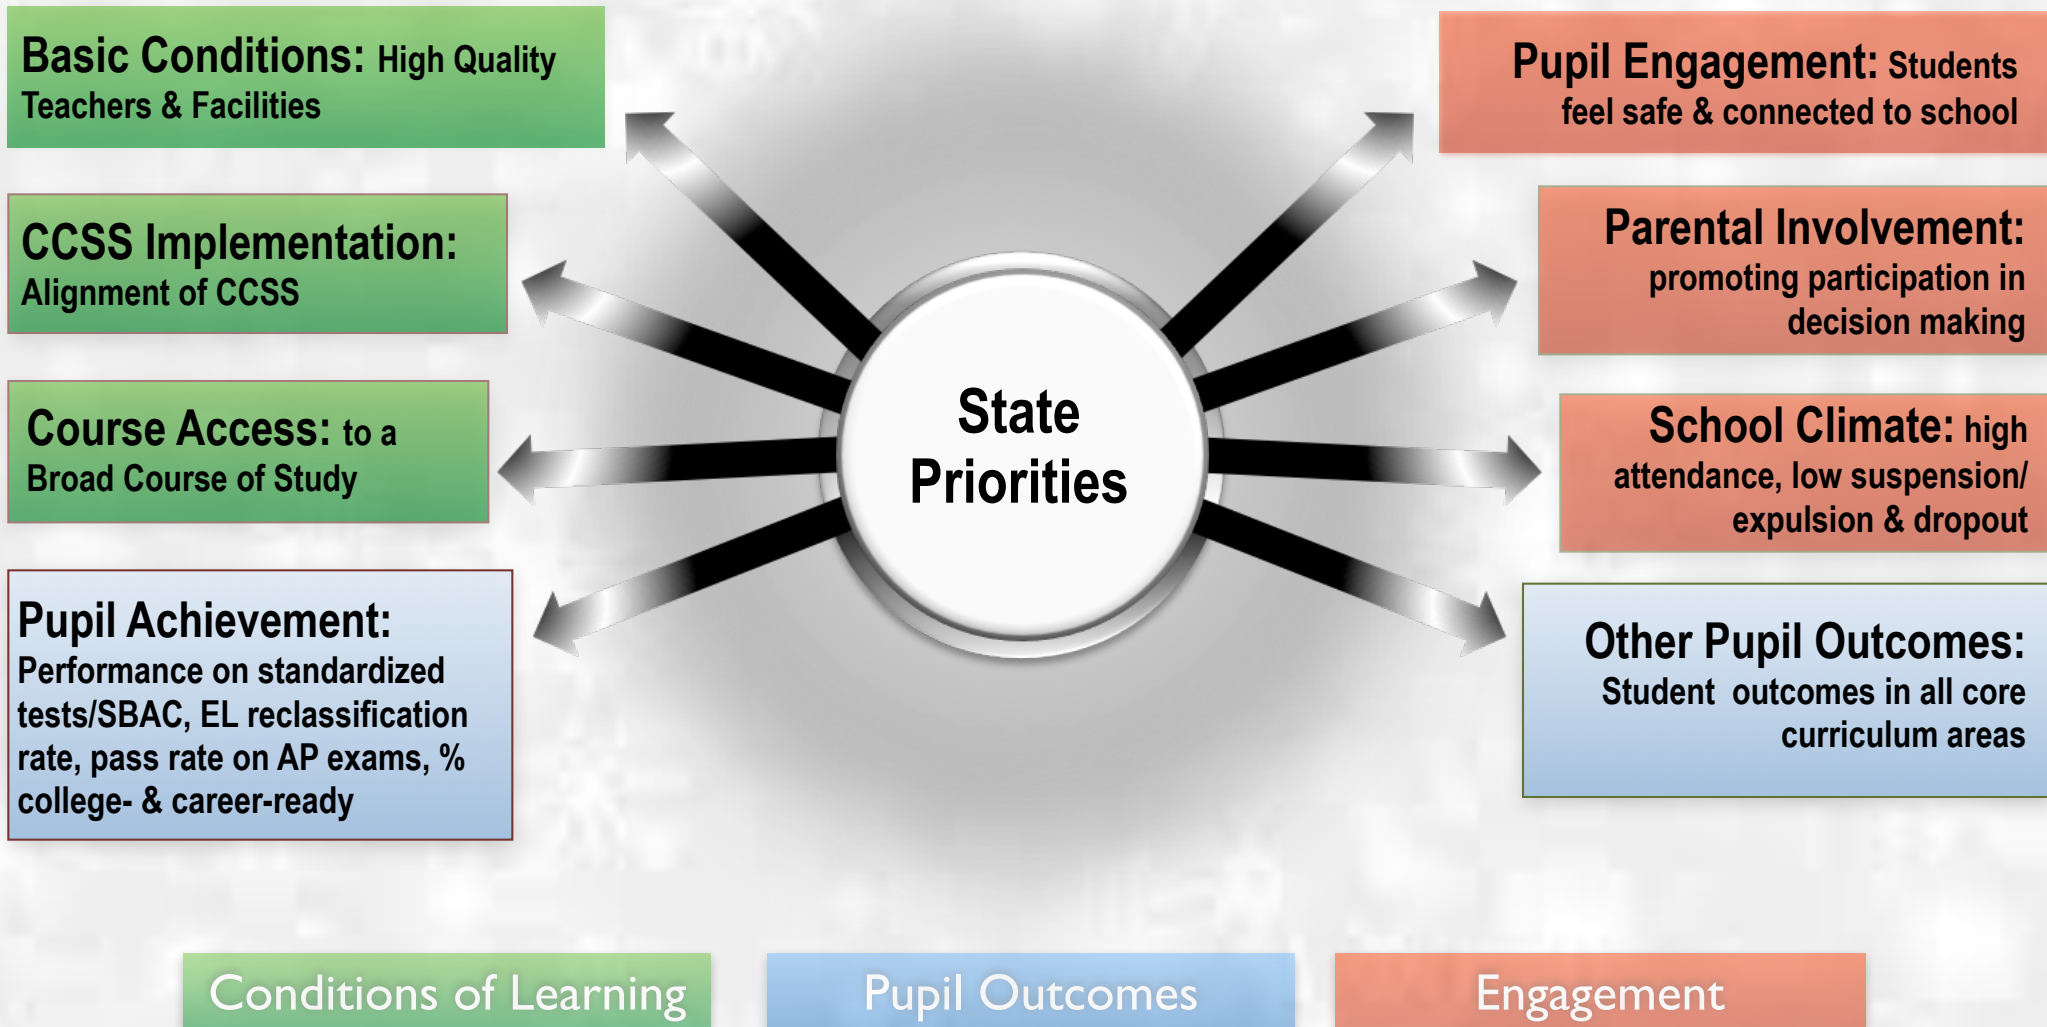 Basic Conditions: High Quality
Teachers & Facilities
CCSS Implementation:
Alignment of CCSS
Course Access: to a
Broad Course of Study
Pupil Achievement:
Performance on standardized
tests/SBAC, EL reclassification
rate, pass rate on AP exams, %
college- & career-ready
State
Priorities
Pupil Engagement: Students
feel safe & connected to school
Parental Involvement:
promoting participation in
decision making
School Climate: high
attendance, low suspension/
expulsion & dropout
Other Pupil Outcomes:
Student outcomes in all core
curriculum areas
Conditions of Learning
Pupil Outcomes
Engagement